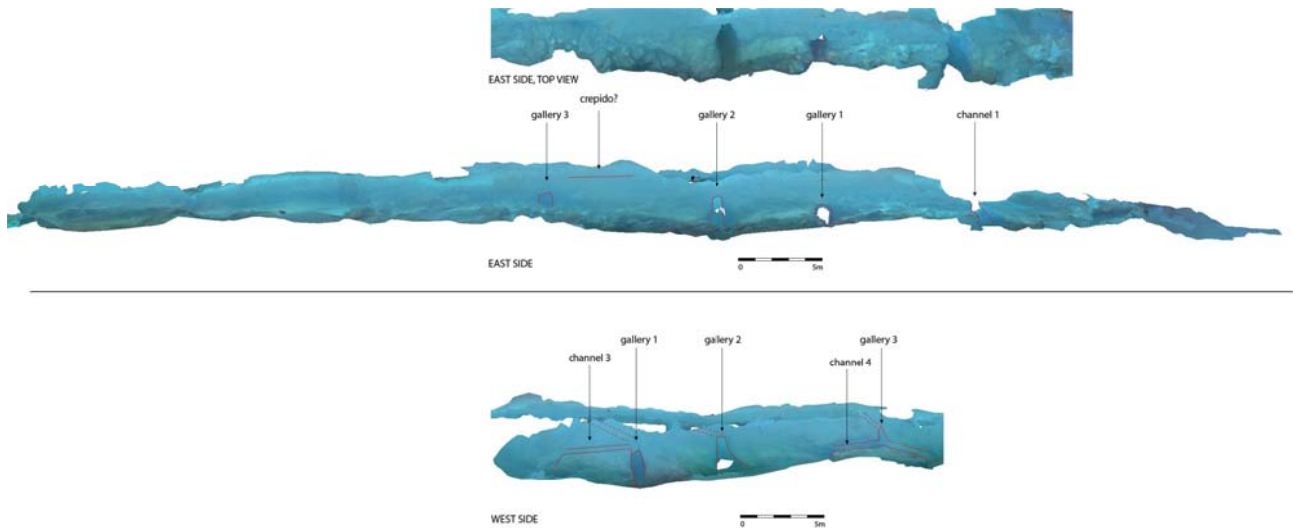 EAST SIDE, TOP VIEW
crepido?
gallery 3
gallery 2
gallery 1
channel 1
0 5m
EAST SIDE
gallery 1
gallery 2
gallery 3
channel 3
channel 4
0 5m
WEST SIDE